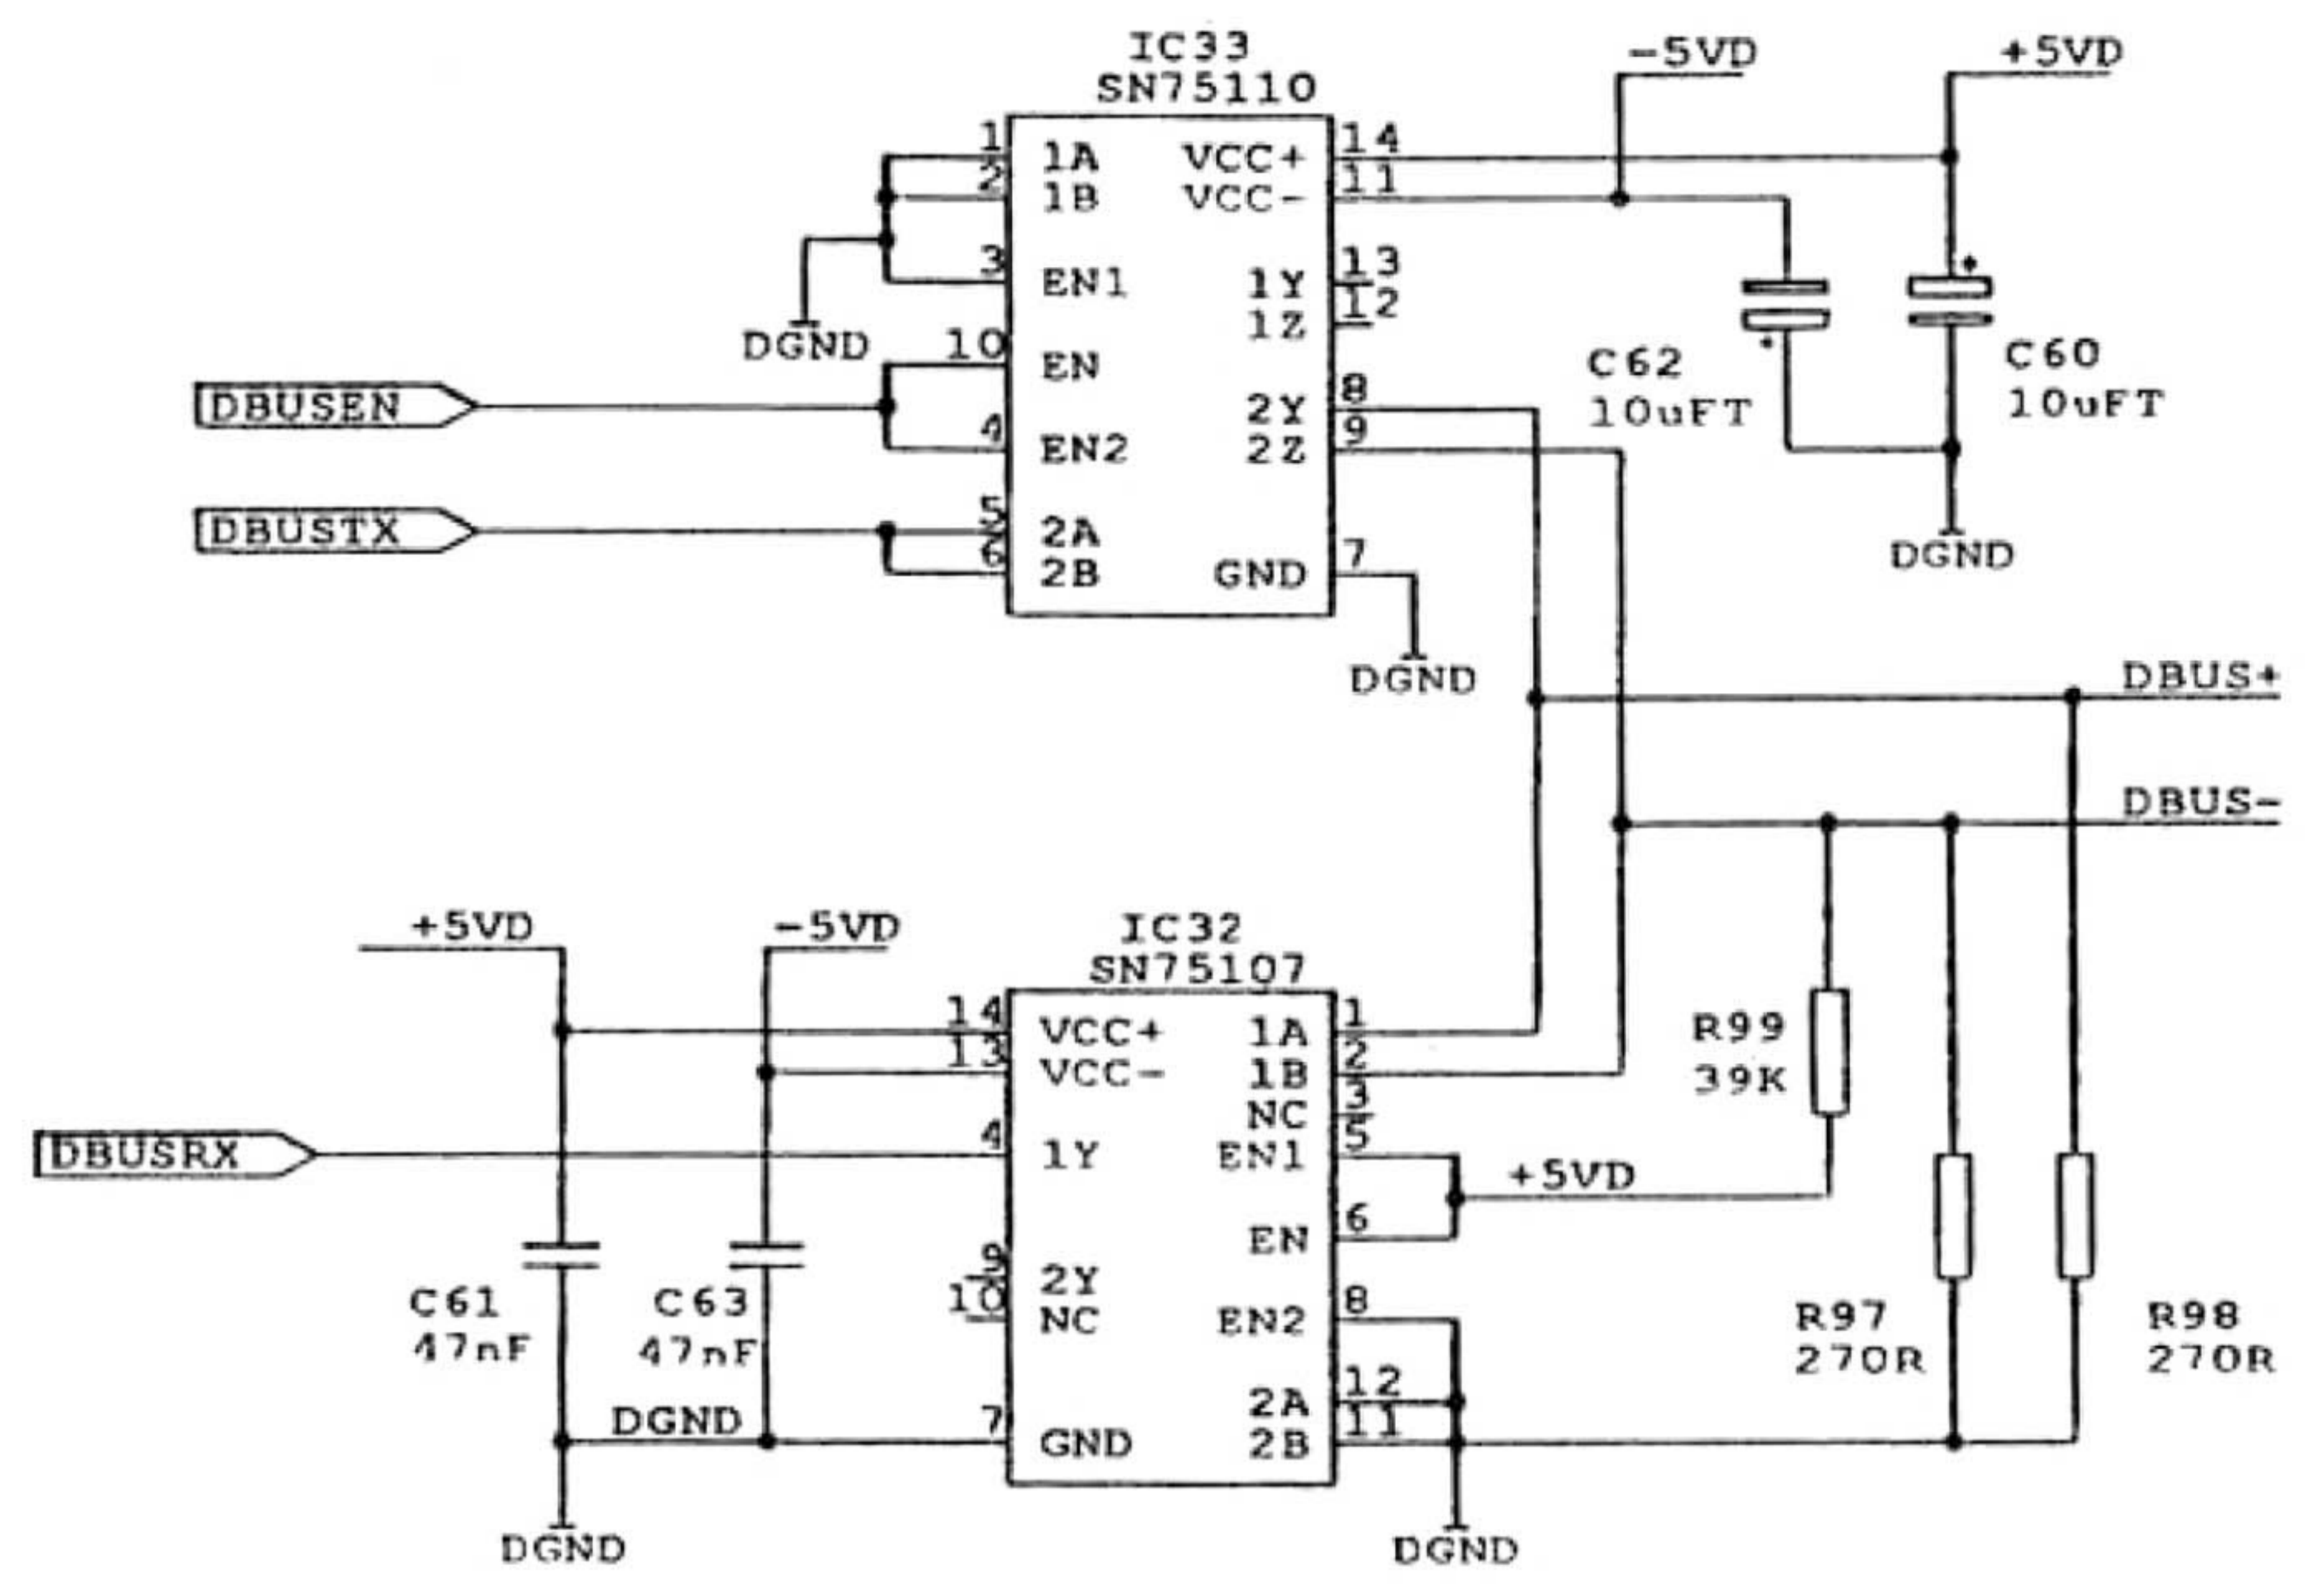 IC33
SN75110
-5VD
+5VD
1
1A
VCC+
14
2
1B
VCC-
11
3
EN1
1Y
13
1Z
12
DGND
10
EN
C62
10uFT
C60
10uFT
DBUSEN
2Y
8
4
EN2
2Z
9
DBUSTX
5
2A
6
2B
GND
7
DGND
DGND
DBUS+
DBUS-
+5VD
-5VD
IC32
SN75107
14
VCC+
1A
1
13
VCC-
1B
2
NC
3
R99
39K
DBUSRX
4
1Y
EN1
5
+5VD
EN
6
9
2Y
10
NC
EN2
8
C61
47nF
C63
47nF
R97
270R
R98
270R
2A
12
DGND
7
GND
2B
11
DGND
DGND